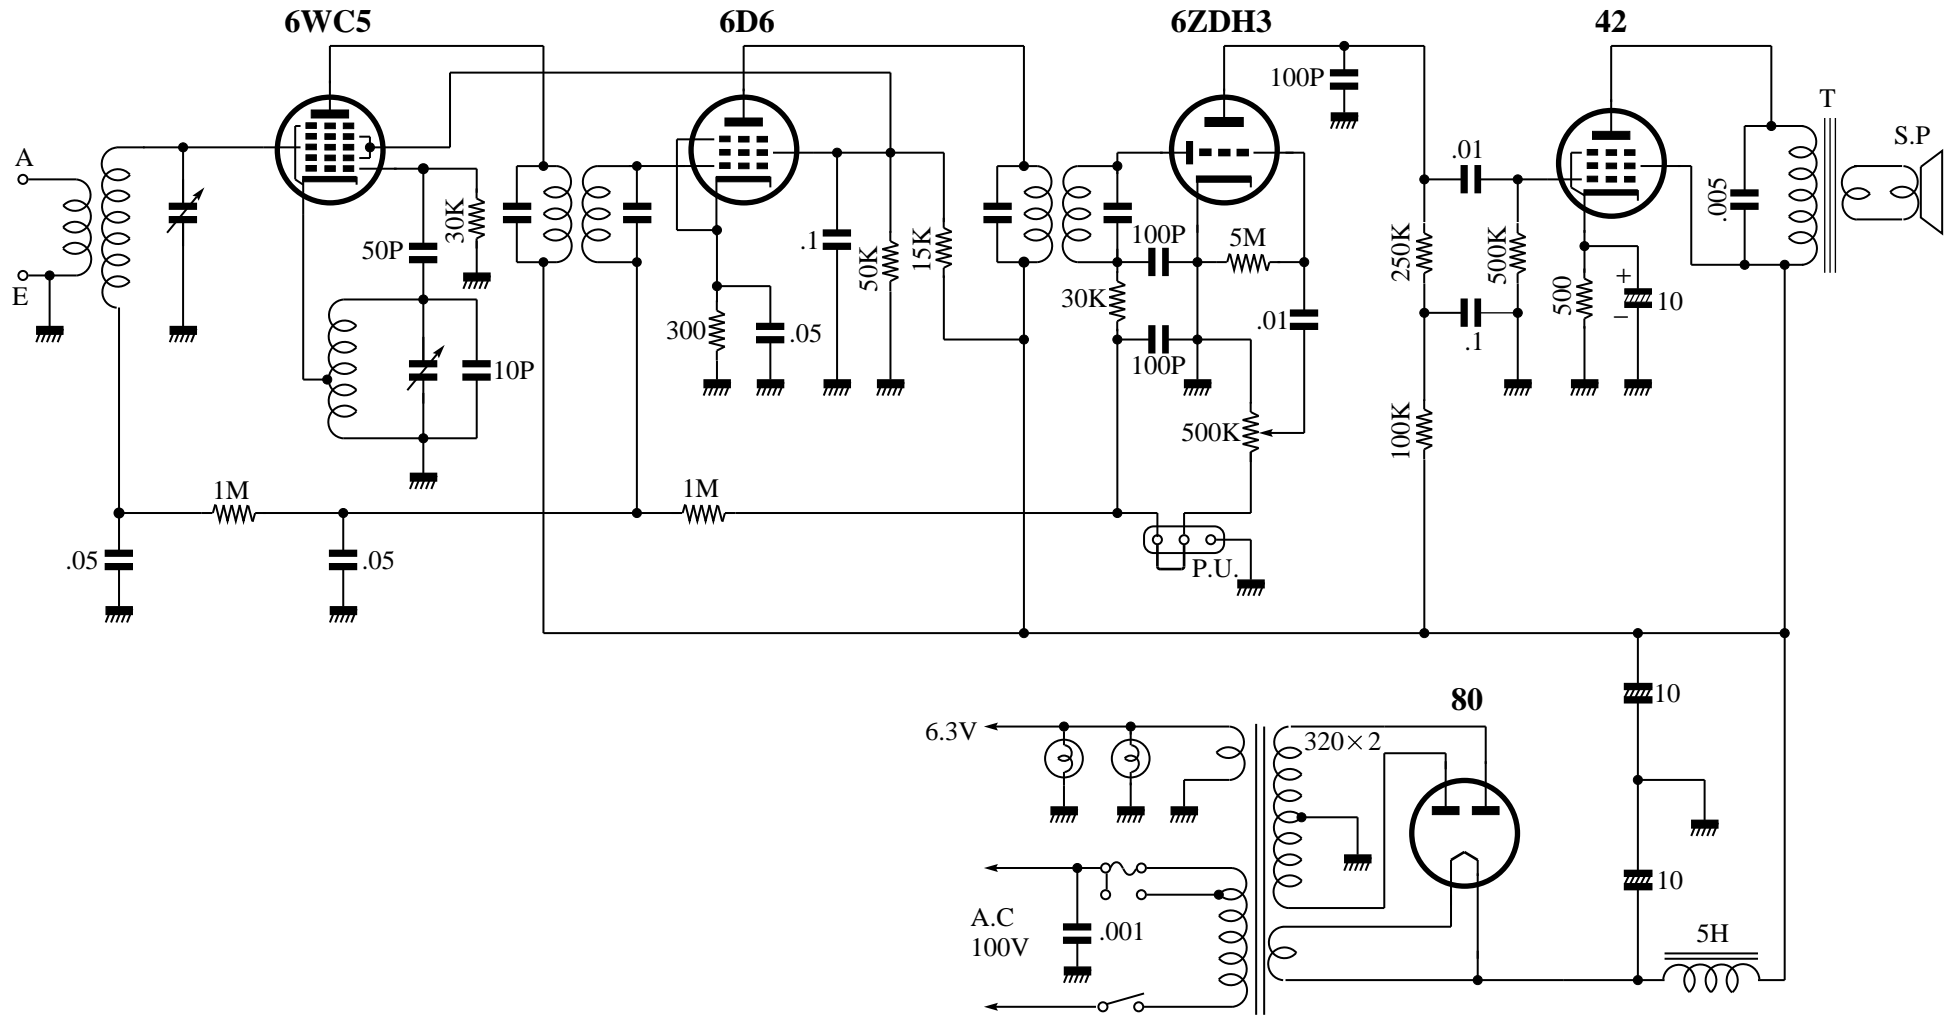 6WC5
6D6
6ZDH3
42
100P
T
S.P
A
E
.01
.005
50P
30K
.1
50K
15K
100P
5M
250K
500K
500
+
−
10
300
.05
30K
.01
10P
100P
.1
500K
100K
1M
1M
.05
.05
P.U.
10
80
6.3V
320×2
10
A.C
100V
.001
5H